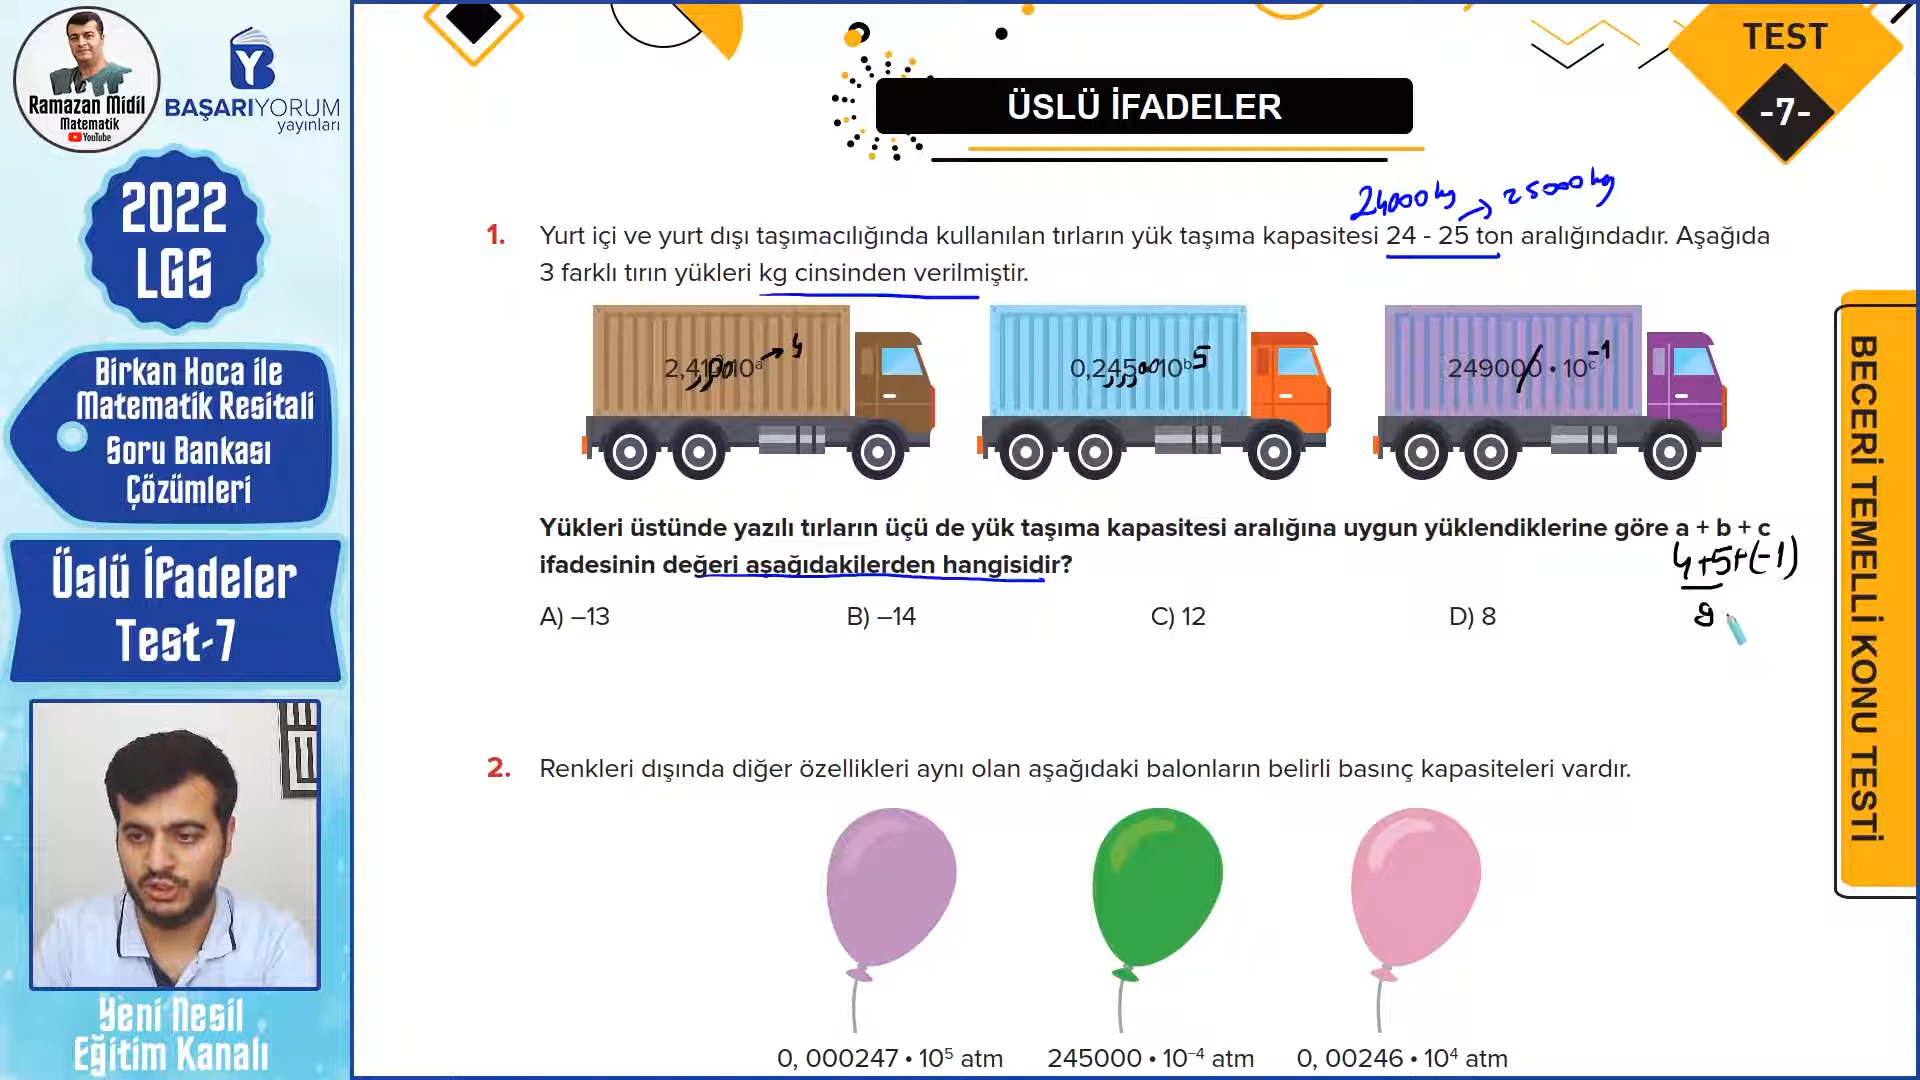 Ramazan Midil
Matematik
YouTube
BAŞARIYORUM
yayınları
2022
LGS
Birkan Hoca ile
Matematik Resitali
Soru Bankası
Çözümleri
Üslü İfadeler
Test-7
Yeni Nesil
Eğitim Kanalı
ÜSLÜ İFADELER
TEST
-7-
24000 kg → 25000 kg
1. Yurt içi ve yurt dışı taşımacılığında kullanılan tırların yük taşıma kapasitesi 24 - 25 ton aralığındadır. Aşağıda
3 farklı tırın yükleri kg cinsinden verilmiştir.
→ 4
0,245 10ᵇ 5
249000 • 10ᶜ -1
Yükleri üstünde yazılı tırların üçü de yük taşıma kapasitesi aralığına uygun yüklendiklerine göre a + b + c
ifadesinin değeri aşağıdakilerden hangisidir?
4+5+(-1)
A) –13 B) –14 C) 12 D) 8
2. Renkleri dışında diğer özellikleri aynı olan aşağıdaki balonların belirli basınç kapasiteleri vardır.
0, 000247 • 10⁵ atm 245000 • 10⁻⁴ atm 0, 00246 • 10⁴ atm
BECERİ TEMELLİ KONU TESTİ